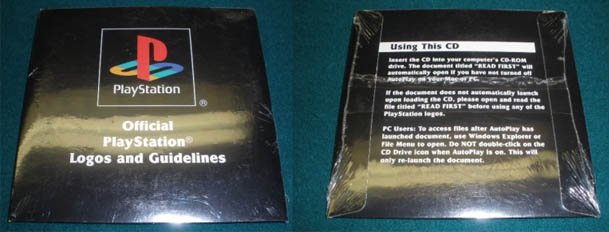 PlayStation
®
Official
PlayStation®
Logos and Guidelines
Using This CD
Insert the CD into your computer's CD-ROM
drive. The document titled "READ FIRST" will
automatically open if you have not turned off
AutoPlay on your Mac or PC.
If the document does not automatically launch
upon loading the CD, please open and read the
file titled "READ FIRST" before using any of the
PlayStation logos.
PC Users: To access files after AutoPlay has
launched document, use Windows Explorer or
File Menu to open. Do NOT double-click on the
CD Drive icon when AutoPlay is on. This will
only re-launch the document.